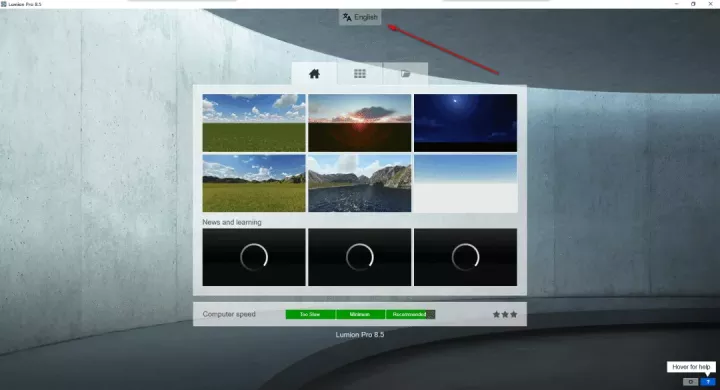 Lumion Pro 8.5
English
News and learning
Computer speed
Too Slow
Minimum
Recommended
Lumion Pro 8.5
Hover for help